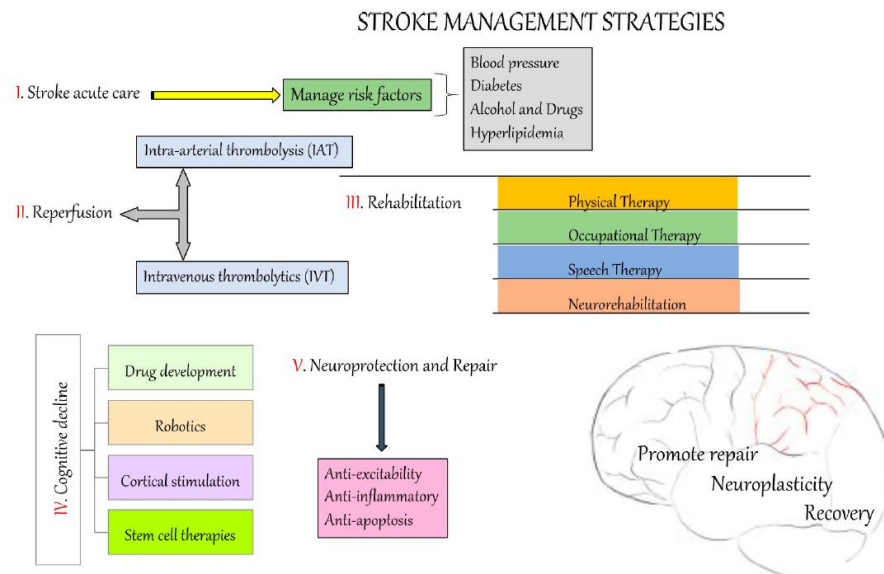 STROKE MANAGEMENT STRATEGIES
I. Stroke acute care
Manage risk factors
Blood pressure
Diabetes
Alcohol and Drugs
Hyperlipidemia
Intra-arterial thrombolysis (IAT)
II. Reperfusion
Intravenous thrombolytics (IVT)
III. Rehabilitation
Physical Therapy
Occupational Therapy
Speech Therapy
Neurorehabilitation
IV. Cognitive decline
Drug development
Robotics
Cortical stimulation
Stem cell therapies
V. Neuroprotection and Repair
Anti-excitability
Anti-inflammatory
Anti-apoptosis
Promote repair
Neuroplasticity
Recovery